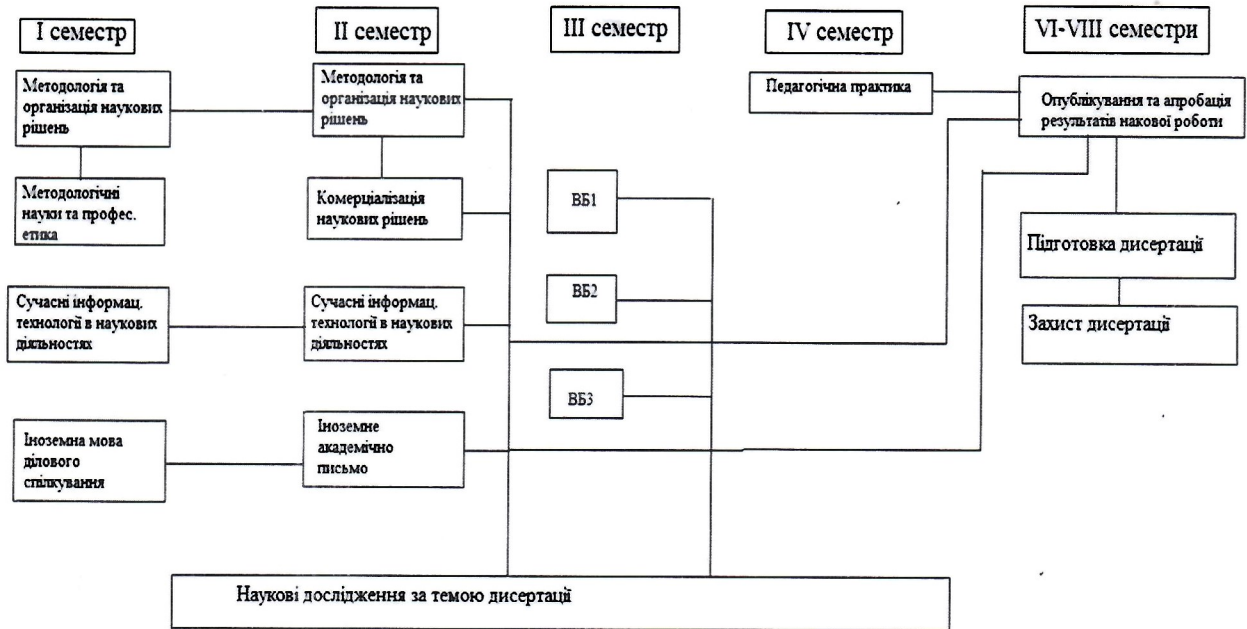 I семестр
II семестр
III семестр
IV семестр
VI-VIII семестри
Методологія та
організація наукових
рішень
Методологія та
організація наукових
рішень
Педагогічна практика
Опублікування та апробація
результатів накової роботи
Методологічні
науки та профес.
етика
Комерціалізація
наукових рішень
ВБ1
Підготовка дисертації
Сучасні інформац.
технології в наукових
діяльностях
Сучасні інформац.
технології в наукових
діяльностях
ВБ2
Захист дисертації
ВБ3
Іноземна мова
ділового
спілкування
Іноземне
академічно
письмо
Наукові дослідження за темою дисертації